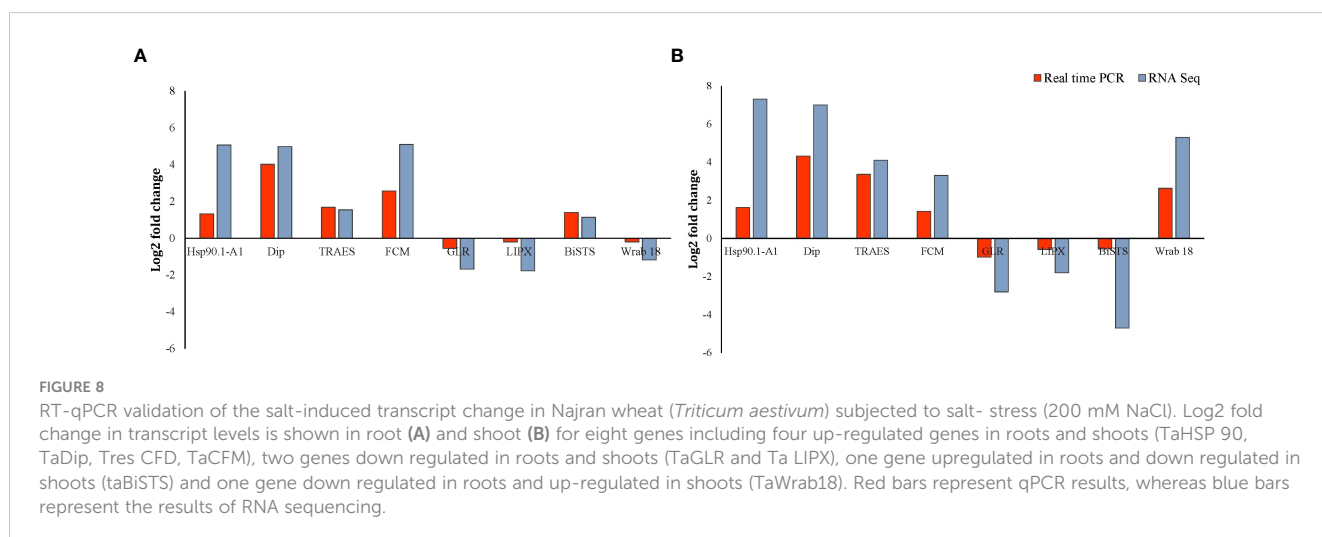 A
B
Real time PCR
RNA Seq
8
6
4
2
0
-2
-4
-6
Log2 fold change
Hsp90.1-A1
Dip
TRAES
FCM
GLR
LIPX
BiSTS
Wrab 18
8
6
4
2
0
-2
-4
-6
Log2 fold change
Hsp90.1-A1
Dip
TRAES
FCM
GLR
LIPX
BiSTS
Wrab 18
FIGURE 8
RT-qPCR validation of the salt-induced transcript change in Najran wheat (Triticum aestivum) subjected to salt- stress (200 mM NaCl). Log2 fold
change in transcript levels is shown in root (A) and shoot (B) for eight genes including four up-regulated genes in roots and shoots (TaHSP 90,
TaDip, Tres CFD, TaCFM), two genes down regulated in roots and shoots (TaGLR and Ta LIPX), one gene upregulated in roots and down regulated in
shoots (taBiSTS) and one gene down regulated in roots and up-regulated in shoots (TaWrab18). Red bars represent qPCR results, whereas blue bars
represent the results of RNA sequencing.